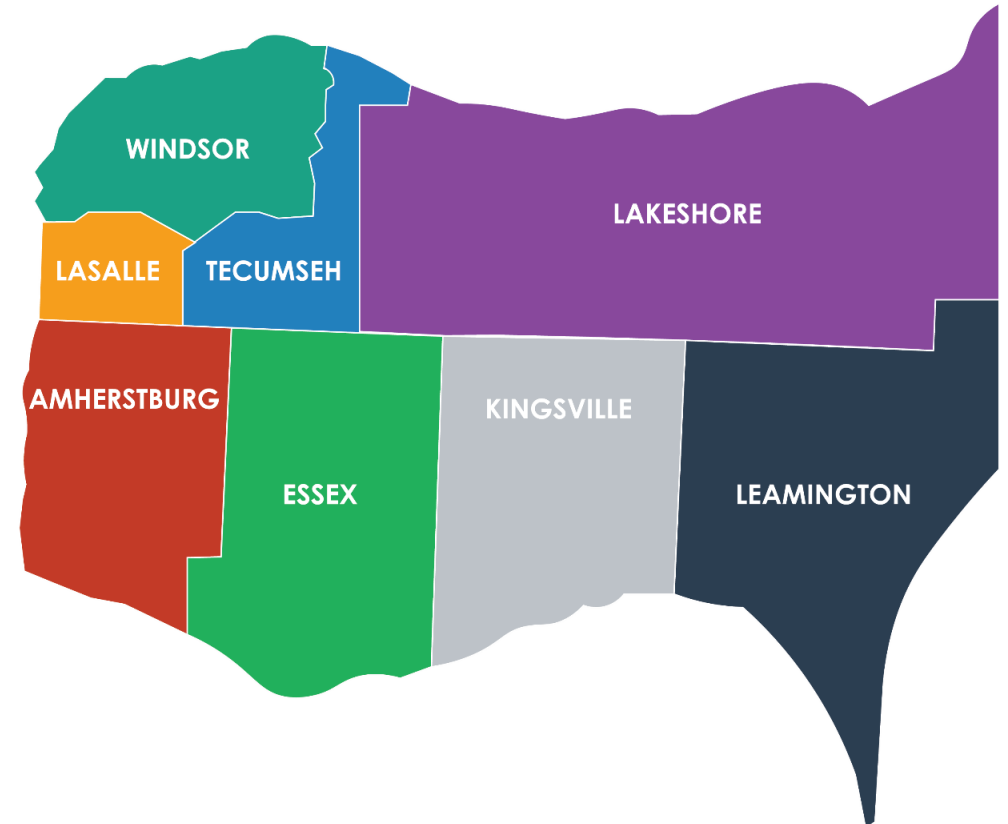 WINDSOR
LAKESHORE
LASALLE
TECUMSEH
AMHERSTBURG
KINGSVILLE
ESSEX
LEAMINGTON